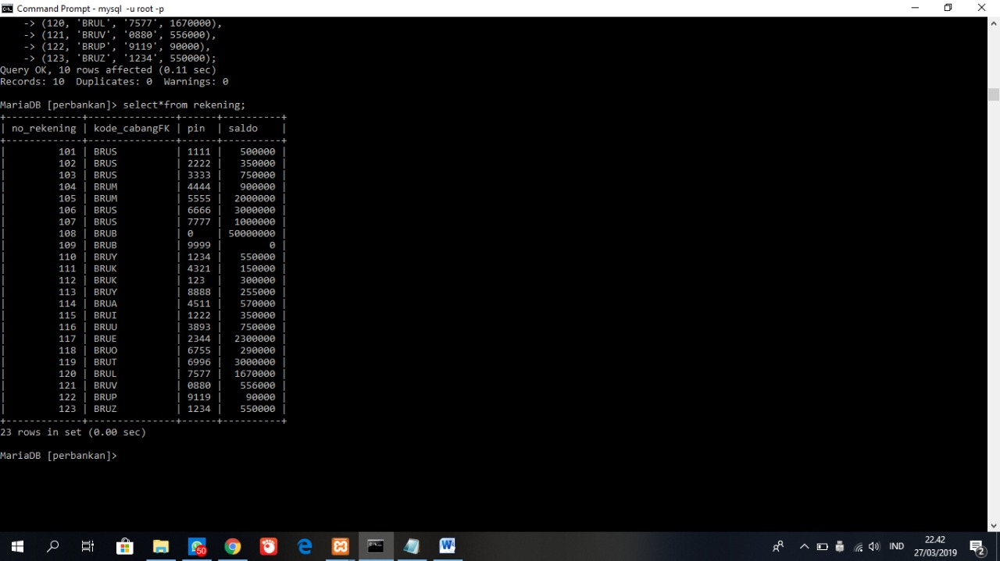 Command Prompt - mysql -u root -p
    -> (120, 'BRUL', '7577', 1670000),
    -> (121, 'BRUV', '0880', 556000),
    -> (122, 'BRUP', '9119', 90000),
    -> (123, 'BRUZ', '1234', 550000);
Query OK, 10 rows affected (0.11 sec)
Records: 10  Duplicates: 0  Warnings: 0
MariaDB [perbankan]> select*from rekening;
+-------------+---------------+------+----------+
| no_rekening | kode_cabangFK | pin  | saldo    |
+-------------+---------------+------+----------+
|         101 | BRUS          | 1111 |   500000 |
|         102 | BRUS          | 2222 |   350000 |
|         103 | BRUS          | 3333 |   750000 |
|         104 | BRUM          | 4444 |   900000 |
|         105 | BRUM          | 5555 |  2000000 |
|         106 | BRUS          | 6666 |  3000000 |
|         107 | BRUS          | 7777 |  1000000 |
|         108 | BRUB          | 0    | 50000000 |
|         109 | BRUB          | 9999 |        0 |
|         110 | BRUY          | 1234 |   550000 |
|         111 | BRUK          | 4321 |   150000 |
|         112 | BRUK          | 123  |   300000 |
|         113 | BRUY          | 8888 |   255000 |
|         114 | BRUA          | 4511 |   570000 |
|         115 | BRUI          | 1222 |   350000 |
|         116 | BRUU          | 3893 |   750000 |
|         117 | BRUE          | 2344 |  2300000 |
|         118 | BRUO          | 6755 |   290000 |
|         119 | BRUT          | 6996 |  3000000 |
|         120 | BRUL          | 7577 |  1670000 |
|         121 | BRUV          | 0880 |   556000 |
|         122 | BRUP          | 9119 |    90000 |
|         123 | BRUZ          | 1234 |   550000 |
+-------------+---------------+------+----------+
23 rows in set (0.00 sec)
MariaDB [perbankan]>
50
IND
22.42
27/03/2019
2